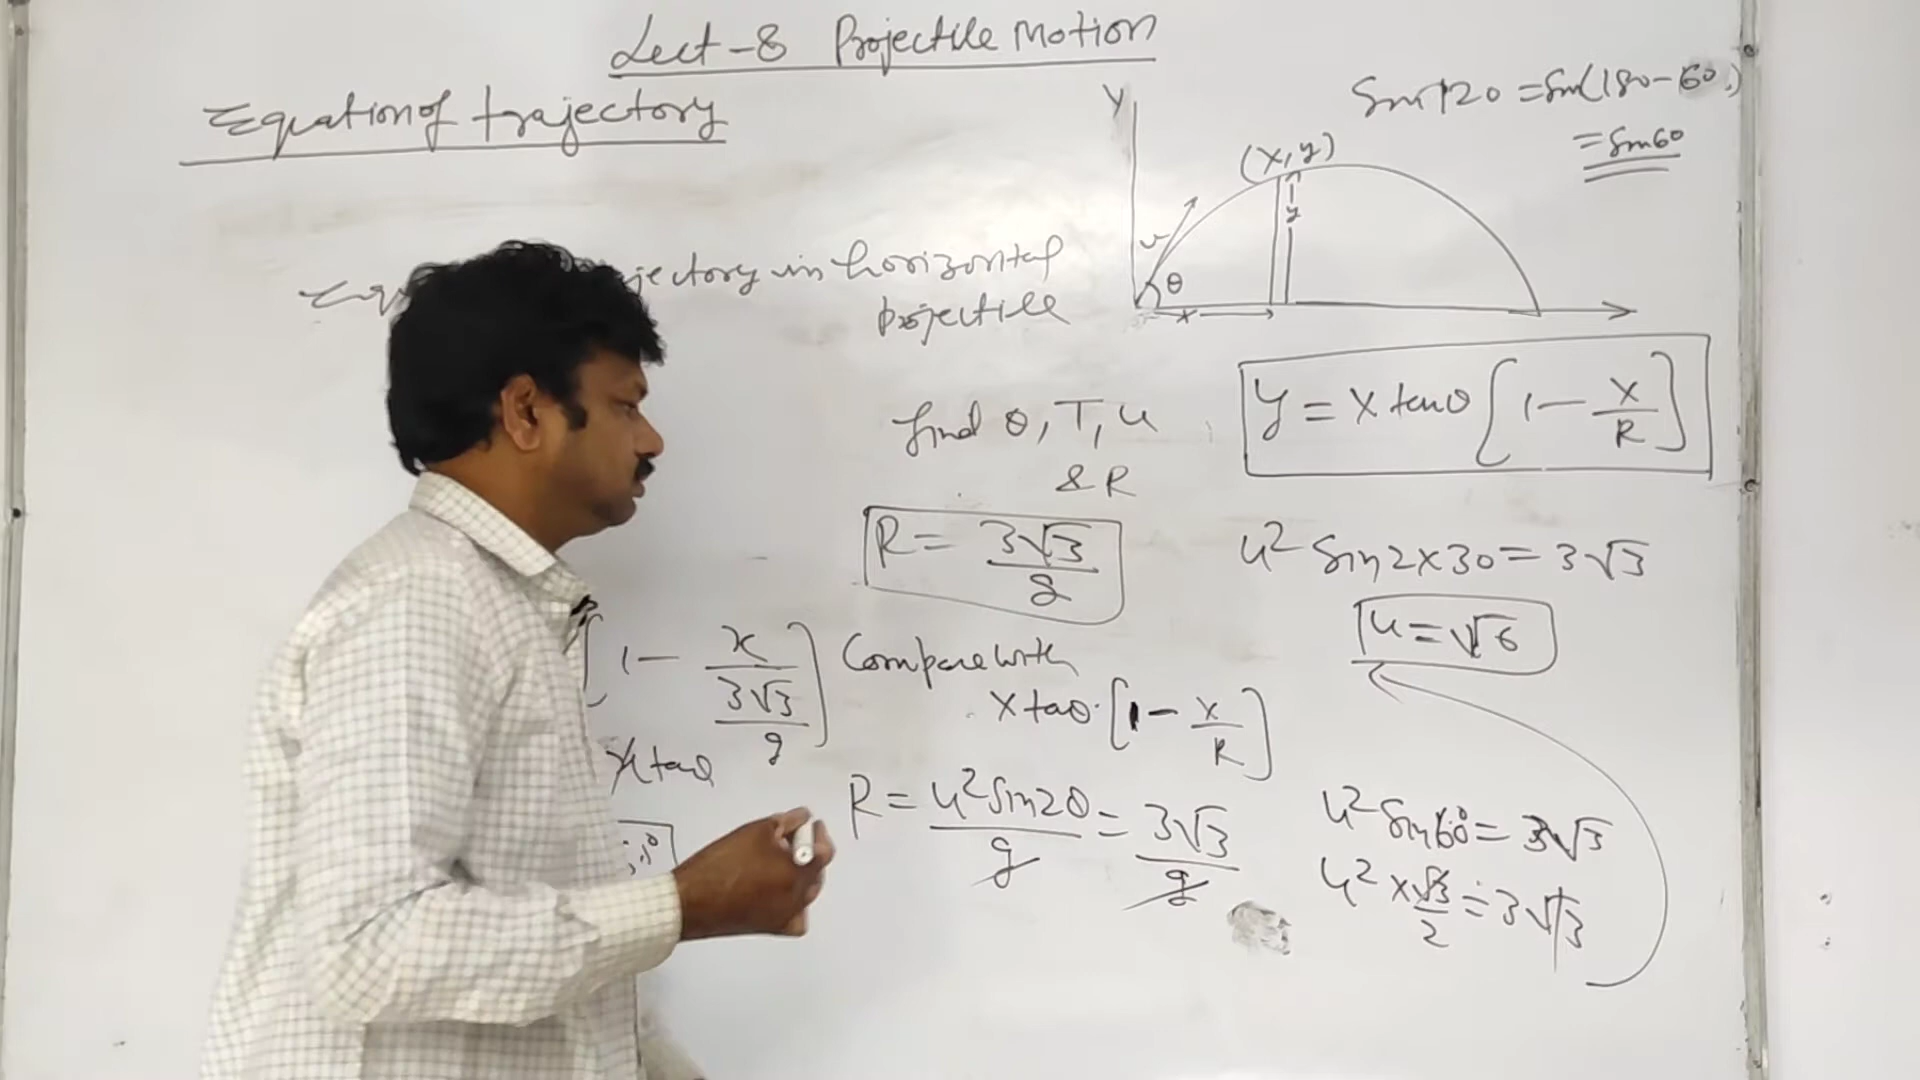 Lect-8 Projectile Motion
Equation of trajectory
Sin120 = Sin(180-60)
= Sin60
Y
(x, y)
y
u
θ
x
jectory in horizontal
projectile
find θ, T, u
& R
y = x tanθ [1 - x/R]
R = 3√3/g
u² Sin2×30 = 3√3
u = √6
[1 - x/(3√3/g)] Compare with
x tanθ [1 - x/R]
x tanθ
R = u² Sin2θ/g = 3√3/g
u² Sin60° = 3√3
u² × √3/2 = 3√3